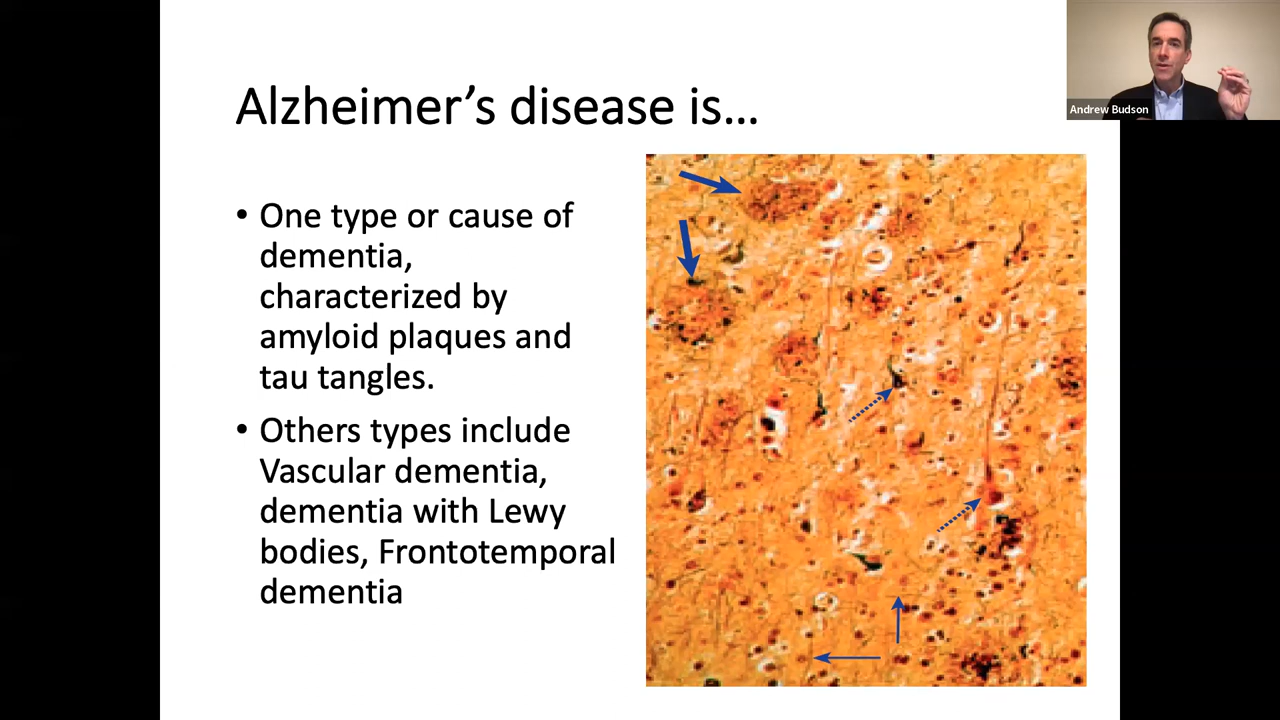 Alzheimer’s disease is…
• One type or cause of
dementia,
characterized by
amyloid plaques and
tau tangles.
• Others types include
Vascular dementia,
dementia with Lewy
bodies, Frontotemporal
dementia
Andrew Budson